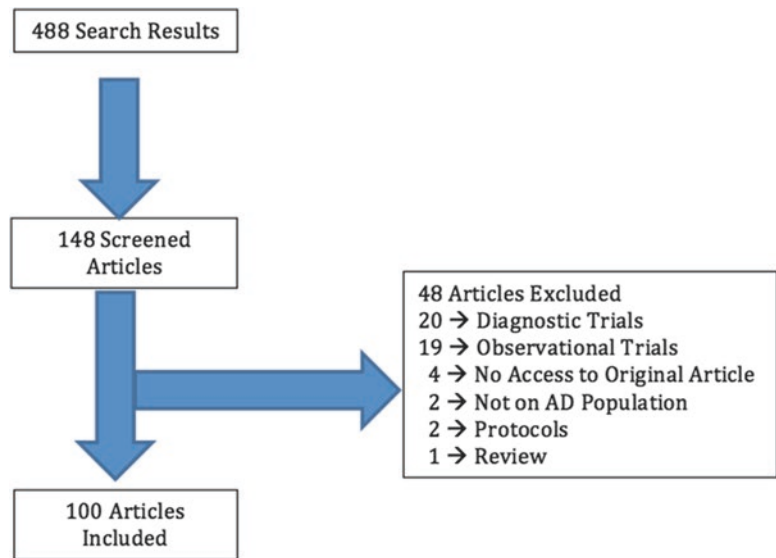 488 Search Results
148 Screened
Articles
48 Articles Excluded
20 → Diagnostic Trials
19 → Observational Trials
4 → No Access to Original Article
2 → Not on AD Population
2 → Protocols
1 → Review
100 Articles
Included